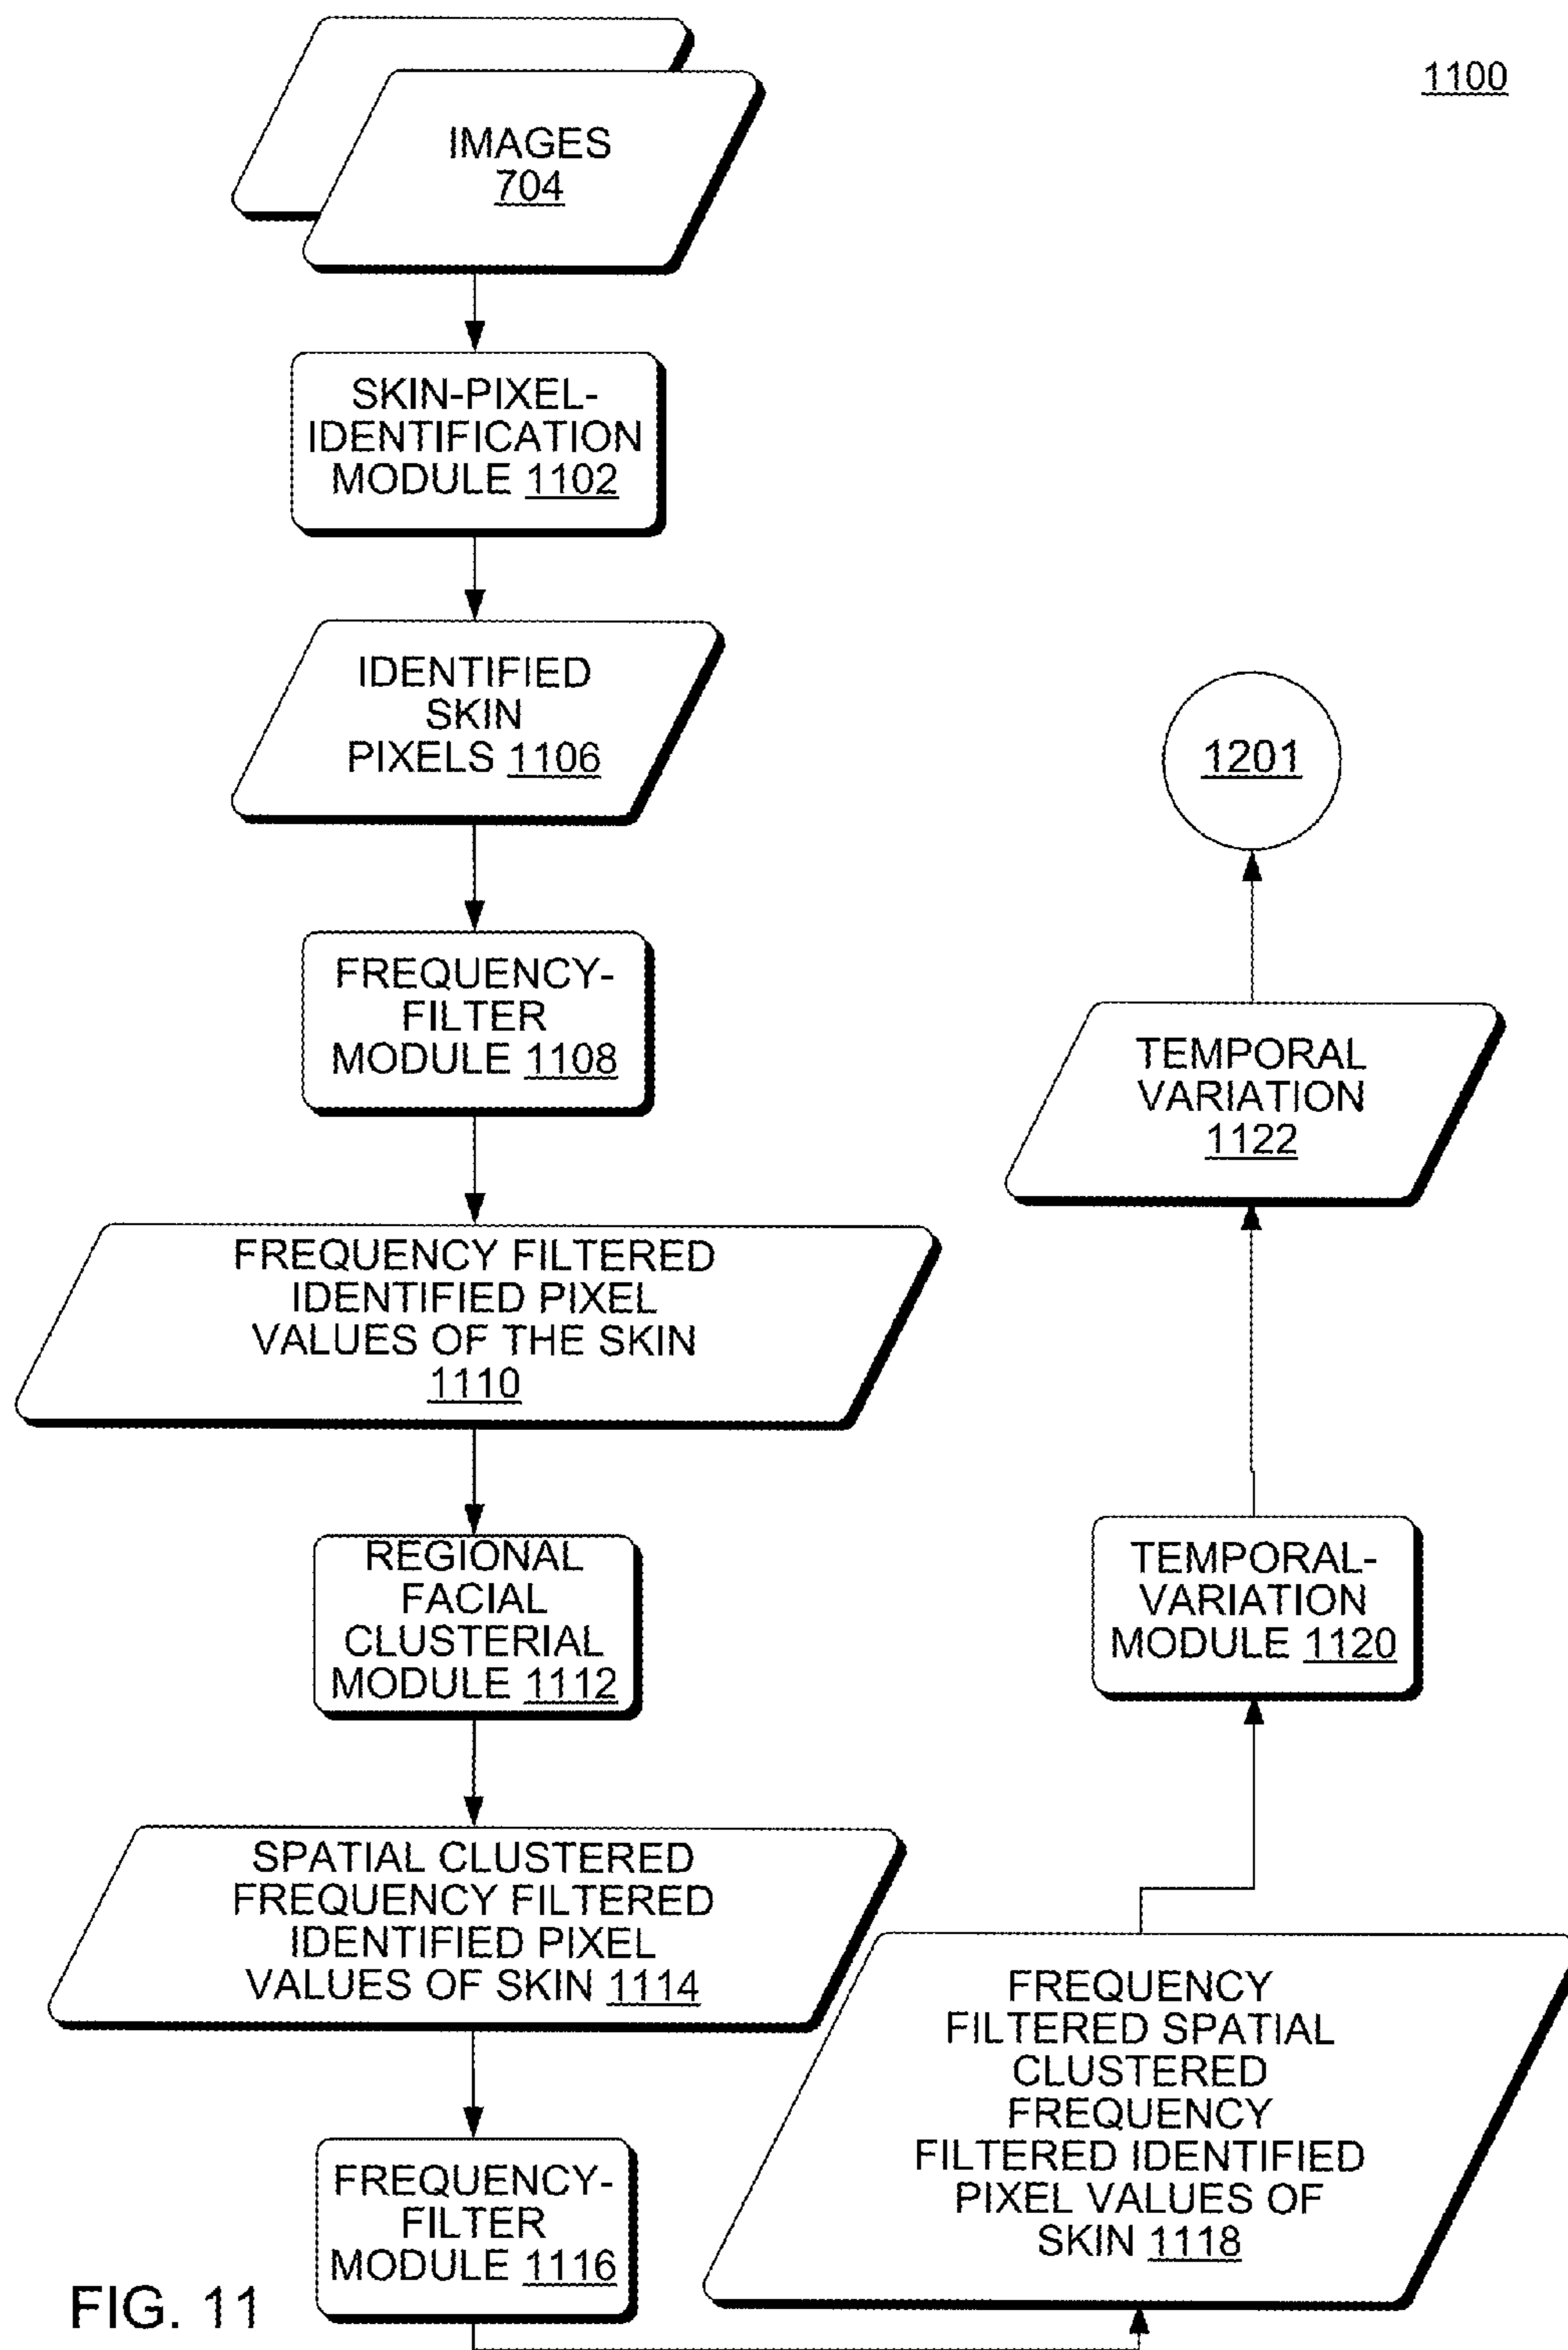 1100
IMAGES
704
SKIN-PIXEL-
IDENTIFICATION
MODULE 1102
IDENTIFIED
SKIN
PIXELS 1106
FREQUENCY-
FILTER
MODULE 1108
FREQUENCY FILTERED
IDENTIFIED PIXEL
VALUES OF THE SKIN
1110
REGIONAL
FACIAL
CLUSTERIAL
MODULE 1112
SPATIAL CLUSTERED
FREQUENCY FILTERED
IDENTIFIED PIXEL
VALUES OF SKIN 1114
FREQUENCY-
FILTER
MODULE 1116
FREQUENCY
FILTERED SPATIAL
CLUSTERED
FREQUENCY
FILTERED IDENTIFIED
PIXEL VALUES OF
SKIN 1118
TEMPORAL-
VARIATION
MODULE 1120
TEMPORAL
VARIATION
1122
1201
FIG. 11